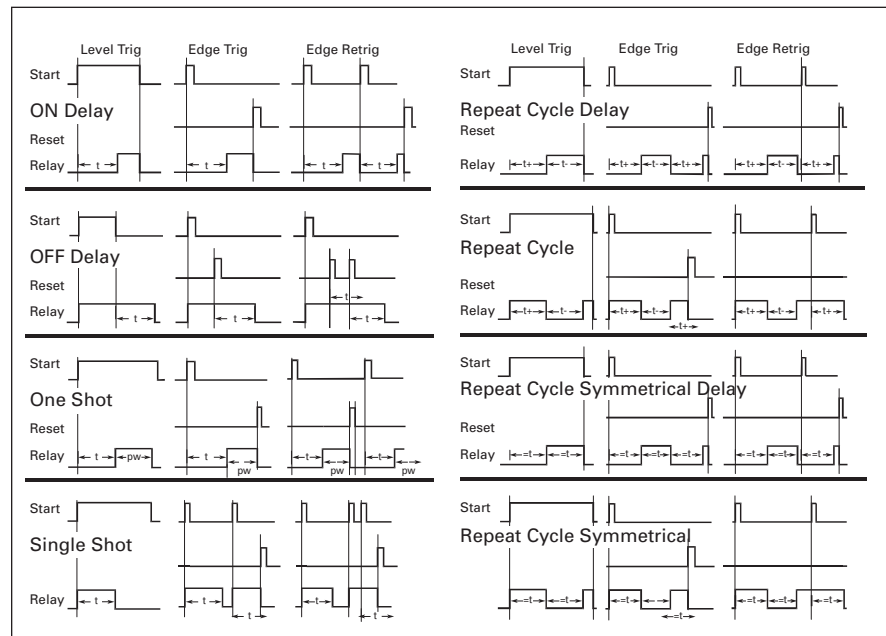 Level Trig Edge Trig Edge Retrig
Start
ON Delay
Reset
Relay t t t t
Start
OFF Delay
Reset t
Relay t t t
Start
One Shot
Reset
Relay t pw t t t
pw pw pw
Start
Single Shot
Relay t t t
t t
Level Trig Edge Trig Edge Retrig
Start
Repeat Cycle Delay
Reset
Relay t+ t- t+ t- t+ t+ t-
Start
Repeat Cycle
Reset
Relay t+ t- t+ t- t+ t- t+
t+
Start
Repeat Cycle Symmetrical Delay
Reset
Relay =t =t =t =t =t =t =t =t
Start
Repeat Cycle Symmetrical
Relay =t =t =t =t =t =t
=t